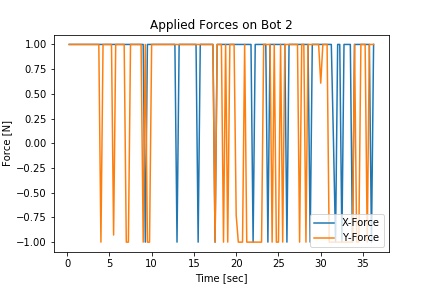 Applied Forces on Bot 2
1.00
0.75
0.50
0.25
0.00
−0.25
−0.50
−0.75
−1.00
Force [N]
X-Force
Y-Force
0 5 10 15 20 25 30 35
Time [sec]